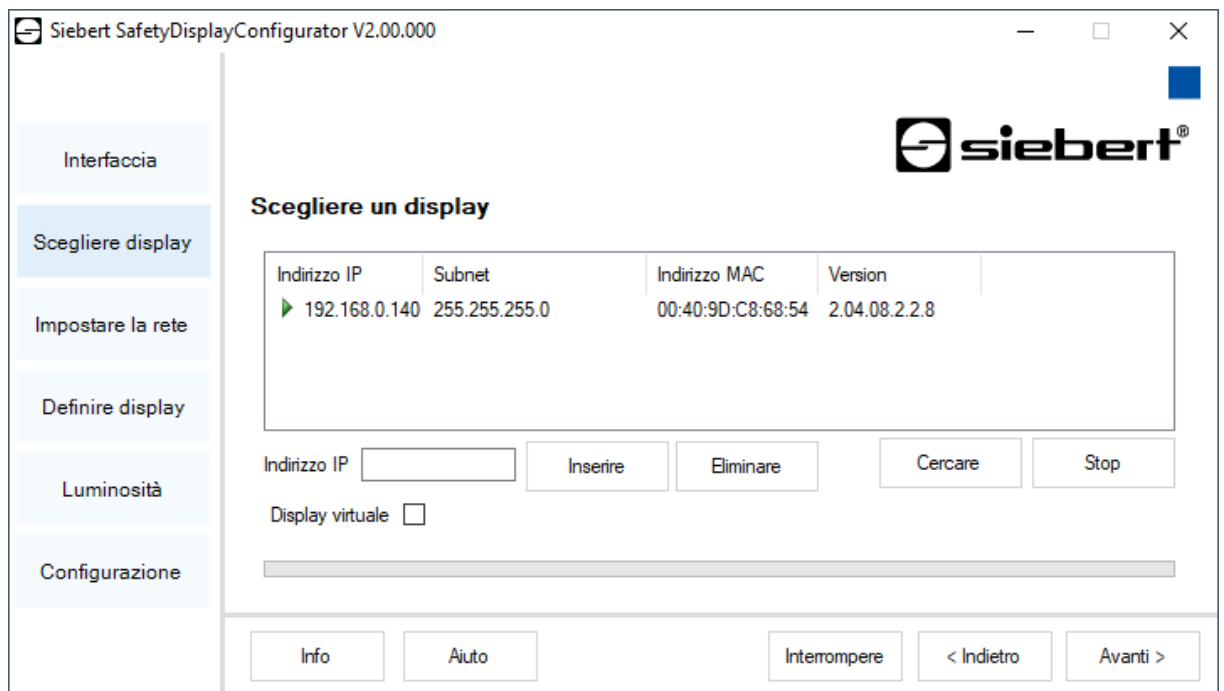 Siebert SafetyDisplayConfigurator V2.00.000
siebert®
Interfaccia
Scegliere display
Impostare la rete
Definire display
Luminosità
Configurazione
Scegliere un display
Indirizzo IP Subnet Indirizzo MAC Version
192.168.0.140 255.255.255.0 00:40:9D:C8:68:54 2.04.08.2.2.8
Indirizzo IP Inserire Eliminare Cercare Stop
Display virtuale
Info Aiuto Interrompere < Indietro Avanti >